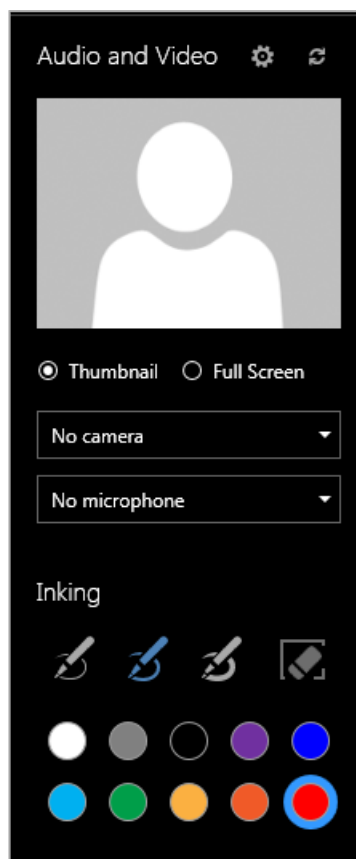 Audio and Video
Thumbnail Full Screen
No camera
No microphone
Inking